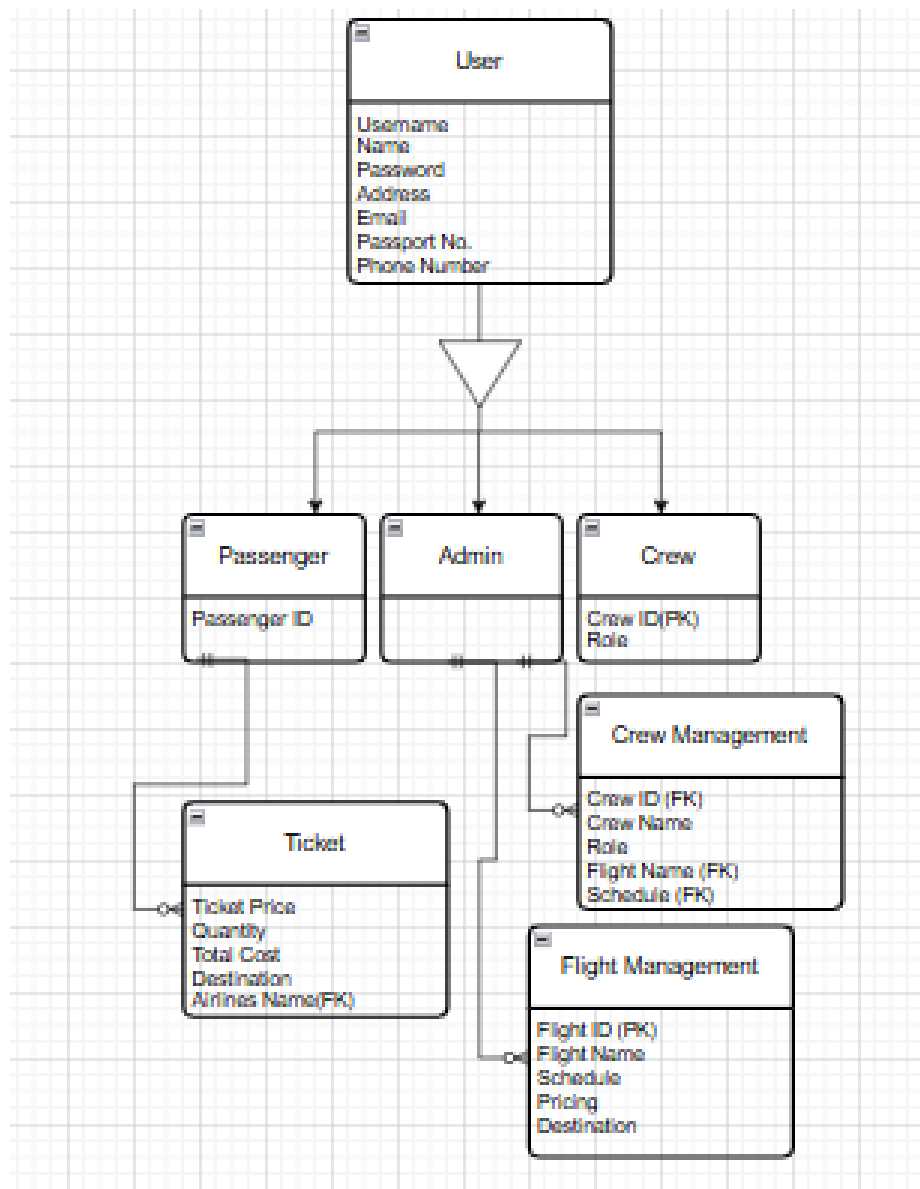 User
Username
Name
Password
Address
Email
Passport No.
Phone Number
Passenger
Passenger ID
Admin
Crew
Crew ID(PK)
Role
Crew Management
Crew ID (FK)
Crew Name
Role
Flight Name (FK)
Schedule (FK)
Ticket
Ticket Price
Quantity
Total Cost
Destination
Airlines Name(FK)
Flight Management
Flight ID (PK)
Flight Name
Schedule
Pricing
Destination